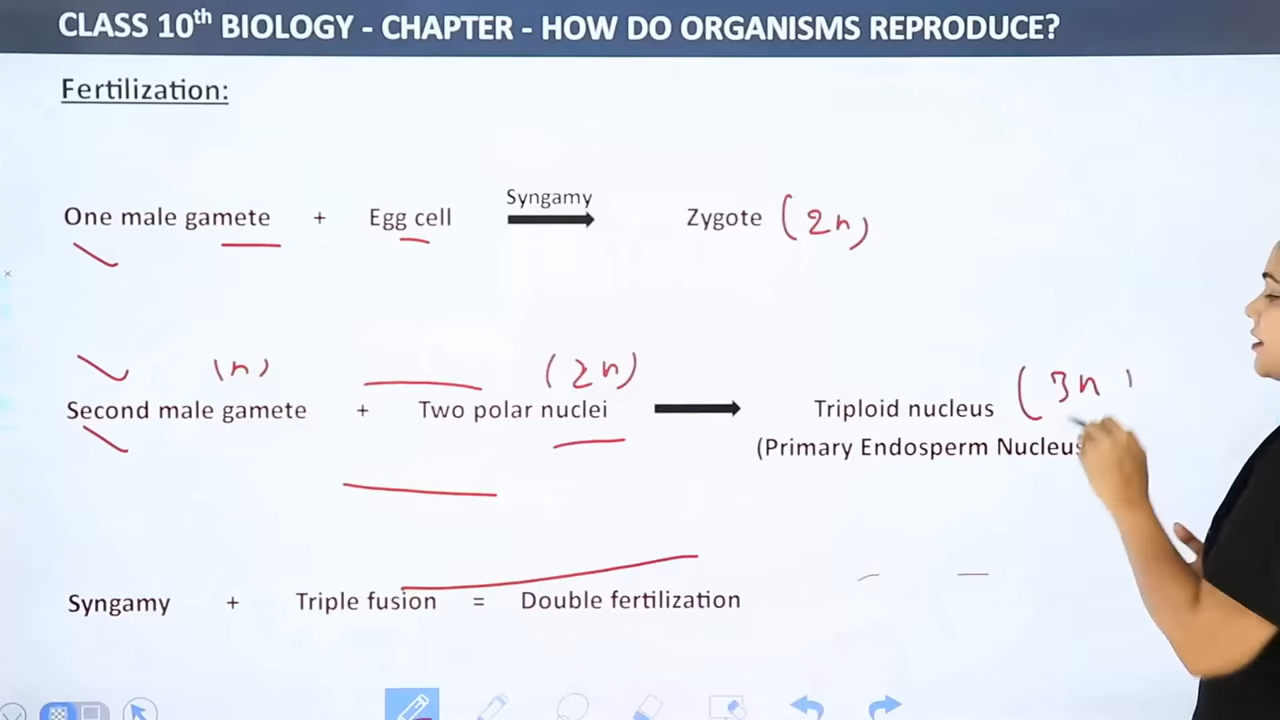 CLASS 10th BIOLOGY - CHAPTER - HOW DO ORGANISMS REPRODUCE?
Fertilization:
Syngamy
One male gamete + Egg cell Zygote (2n)
(n) (2n) (3n )
Second male gamete + Two polar nuclei Triploid nucleus
(Primary Endosperm Nucleus
Syngamy + Triple fusion = Double fertilization